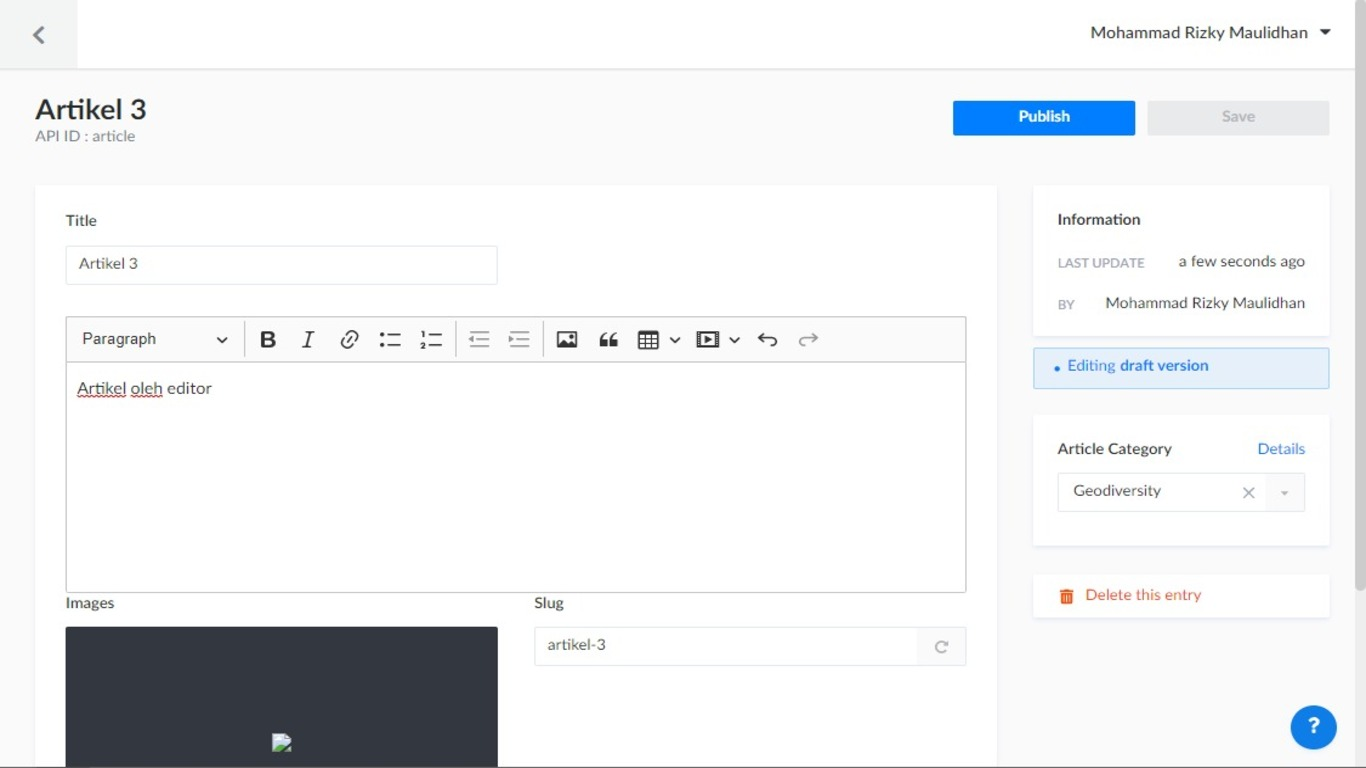 Mohammad Rizky Maulidhan
Artikel 3
API ID : article
Publish
Save
Title
Artikel 3
Paragraph
Artikel oleh editor
Images
Slug
artikel-3
Information
LAST UPDATE a few seconds ago
BY Mohammad Rizky Maulidhan
Editing draft version
Article Category Details
Geodiversity
Delete this entry
?